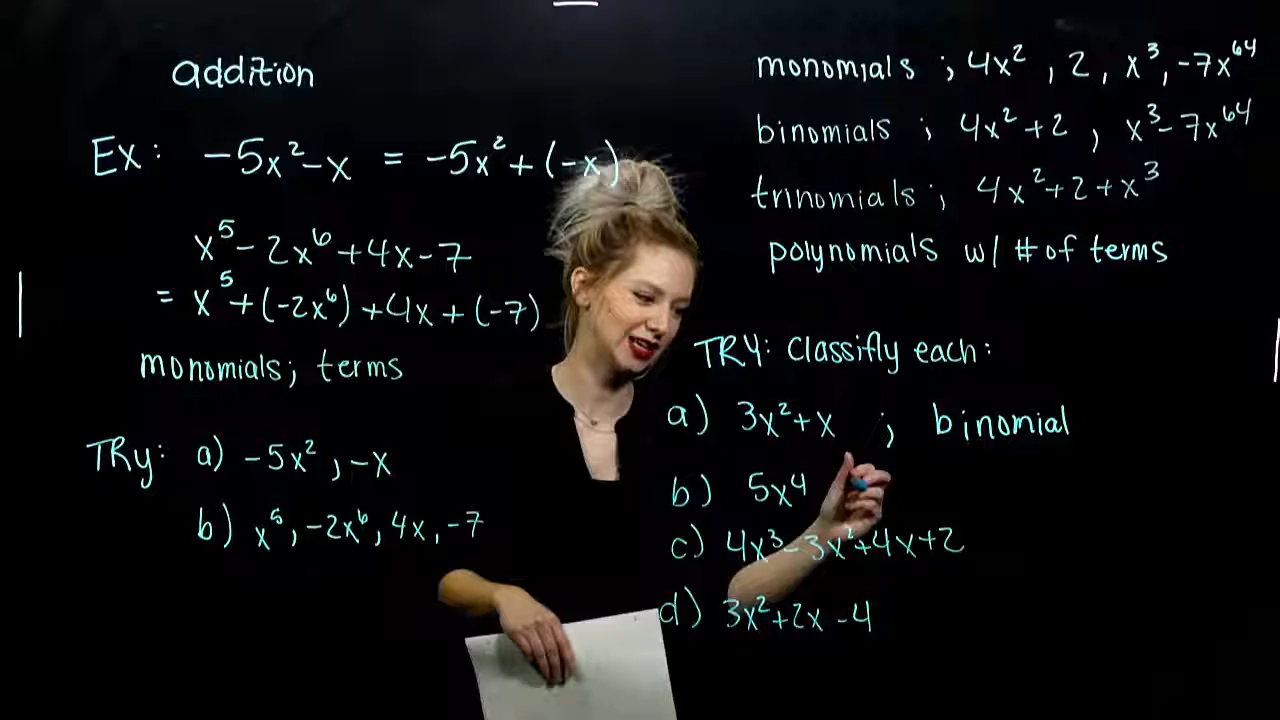 addition
Ex: -5x² - x = -5x² + (-x)
x⁵ - 2x⁶ + 4x - 7
= x⁵ + (-2x⁶) + 4x + (-7)
monomials; terms
TRy: a) -5x², -x
b) x⁵, -2x⁶, 4x, -7
monomials ; 4x², 2, x³, -7x⁶⁴
binomials ; 4x² + 2, x³ - 7x⁶⁴
trinomials ; 4x² + 2 + x³
polynomials w/ # of terms
TRY: Classifly each:
a) 3x² + x ; binomial
b) 5x⁴
c) 4x³ - 3x² + 4x + 2
d) 3x² + 2x - 4